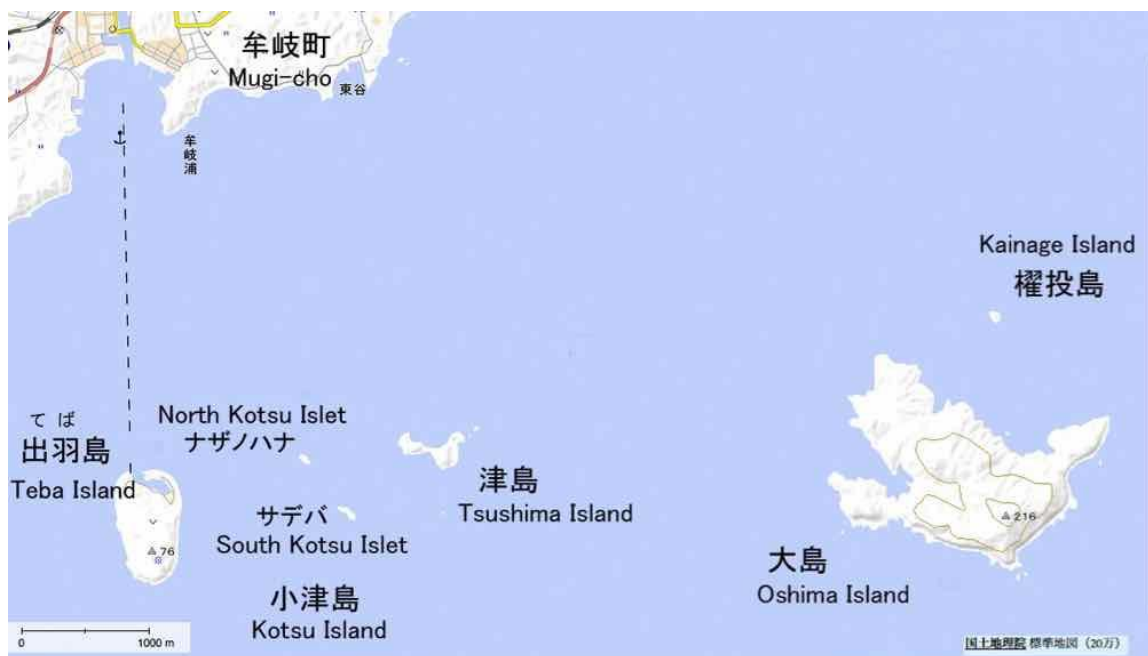 牟岐町
Mugi-cho
東谷
牟岐浦
Kainage Island
櫂投島
North Kotsu Islet
ナザノハナ
てば
出羽島
Teba Island
津島
Tsushima Island
サデバ
South Kotsu Islet
216
76
大島
Oshima Island
小津島
Kotsu Island
0 1000 m
国土地理院 標準地図（20万）